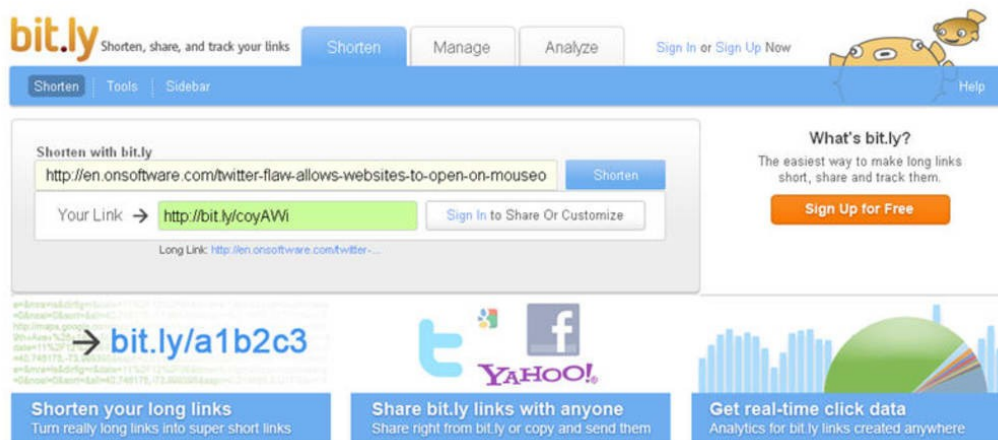 bit.ly Shorten, share, and track your links
Shorten Manage Analyze
Sign In or Sign Up Now
Shorten Tools Sidebar Help
Shorten with bit.ly
http://en.onsoftware.com/twitter-flaw-allows-websites-to-open-on-mouseo Shorten
Your Link → http://bit.ly/coyAWi Sign In to Share Or Customize
Long Link: http://en.onsoftware.com/twitter-...
What's bit.ly?
The easiest way to make long links
short, share and track them.
Sign Up for Free
→ bit.ly/a1b2c3
Shorten your long links
Turn really long links into super short links
t
g
f
YAHOO!
Share bit.ly links with anyone
Share right from bit.ly or copy and send them
Get real-time click data
Analytics for bit.ly links created anywhere